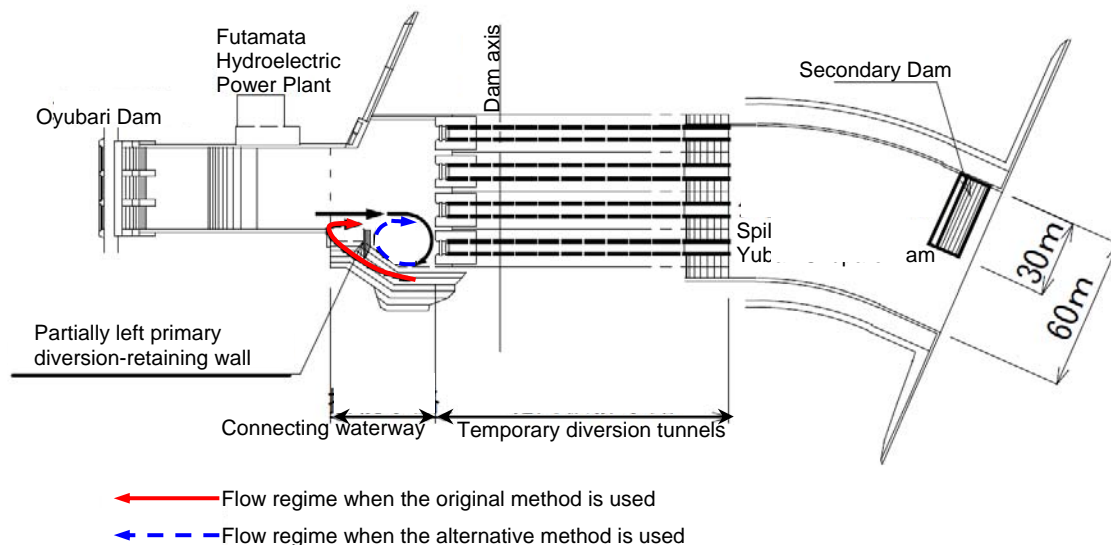 Futamata
Hydroelectric
Power Plant
Oyubari Dam
Dam axis
Secondary Dam
Spil
30m
60m
Partially left primary
diversion-retaining wall
Connecting waterway
Temporary diversion tunnels
Flow regime when the original method is used
Flow regime when the alternative method is used